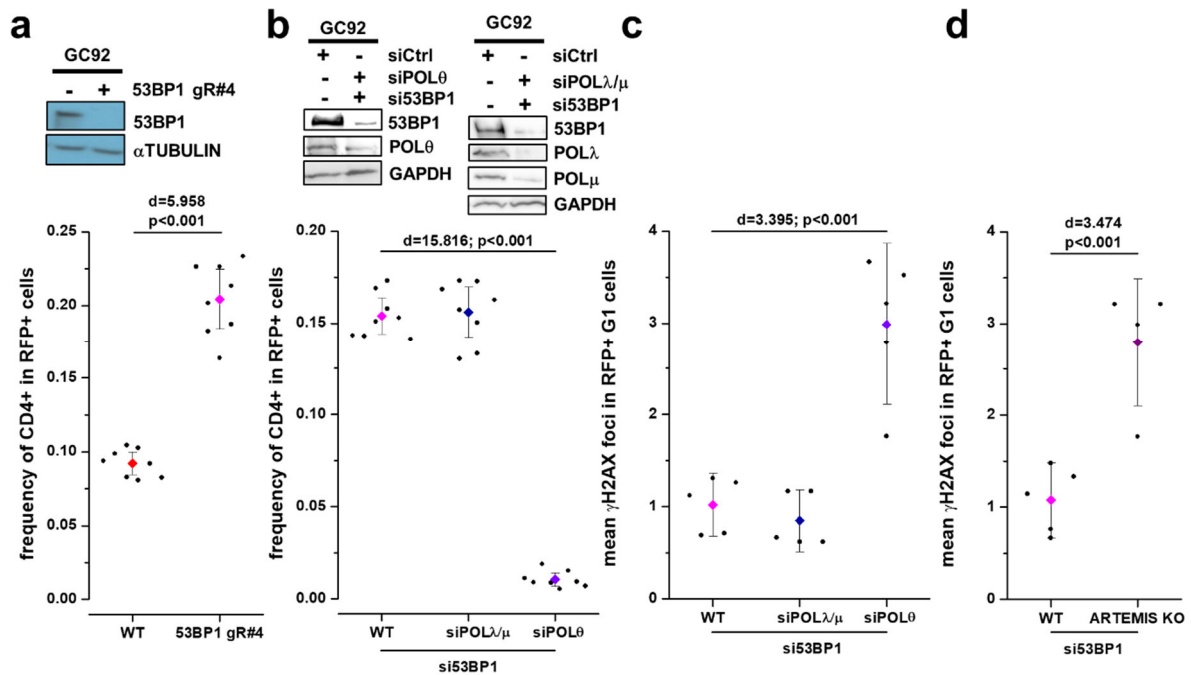 a
GC92
- + 53BP1 gR#4
53BP1
αTUBULIN
d=5.958
p<0.001
frequency of CD4+ in RFP+ cells
0.25
0.20
0.15
0.10
0.05
0.00
WT 53BP1 gR#4
b
GC92
+ - siCtrl
- + siPOLθ
- + si53BP1
53BP1
POLθ
GAPDH
GC92
+ - siCtrl
- + siPOLλ/μ
- + si53BP1
53BP1
POLλ
POLμ
GAPDH
d=15.816; p<0.001
frequency of CD4+ in RFP+ cells
0.20
0.15
0.10
0.05
0.00
WT siPOLλ/μ siPOLθ
si53BP1
c
d=3.395; p<0.001
mean γH2AX foci in RFP+ G1 cells
4
3
2
1
0
WT siPOLλ/μ siPOLθ
si53BP1
d
d=3.474
p<0.001
mean γH2AX foci in RFP+ G1 cells
4
3
2
1
0
WT ARTEMIS KO
si53BP1